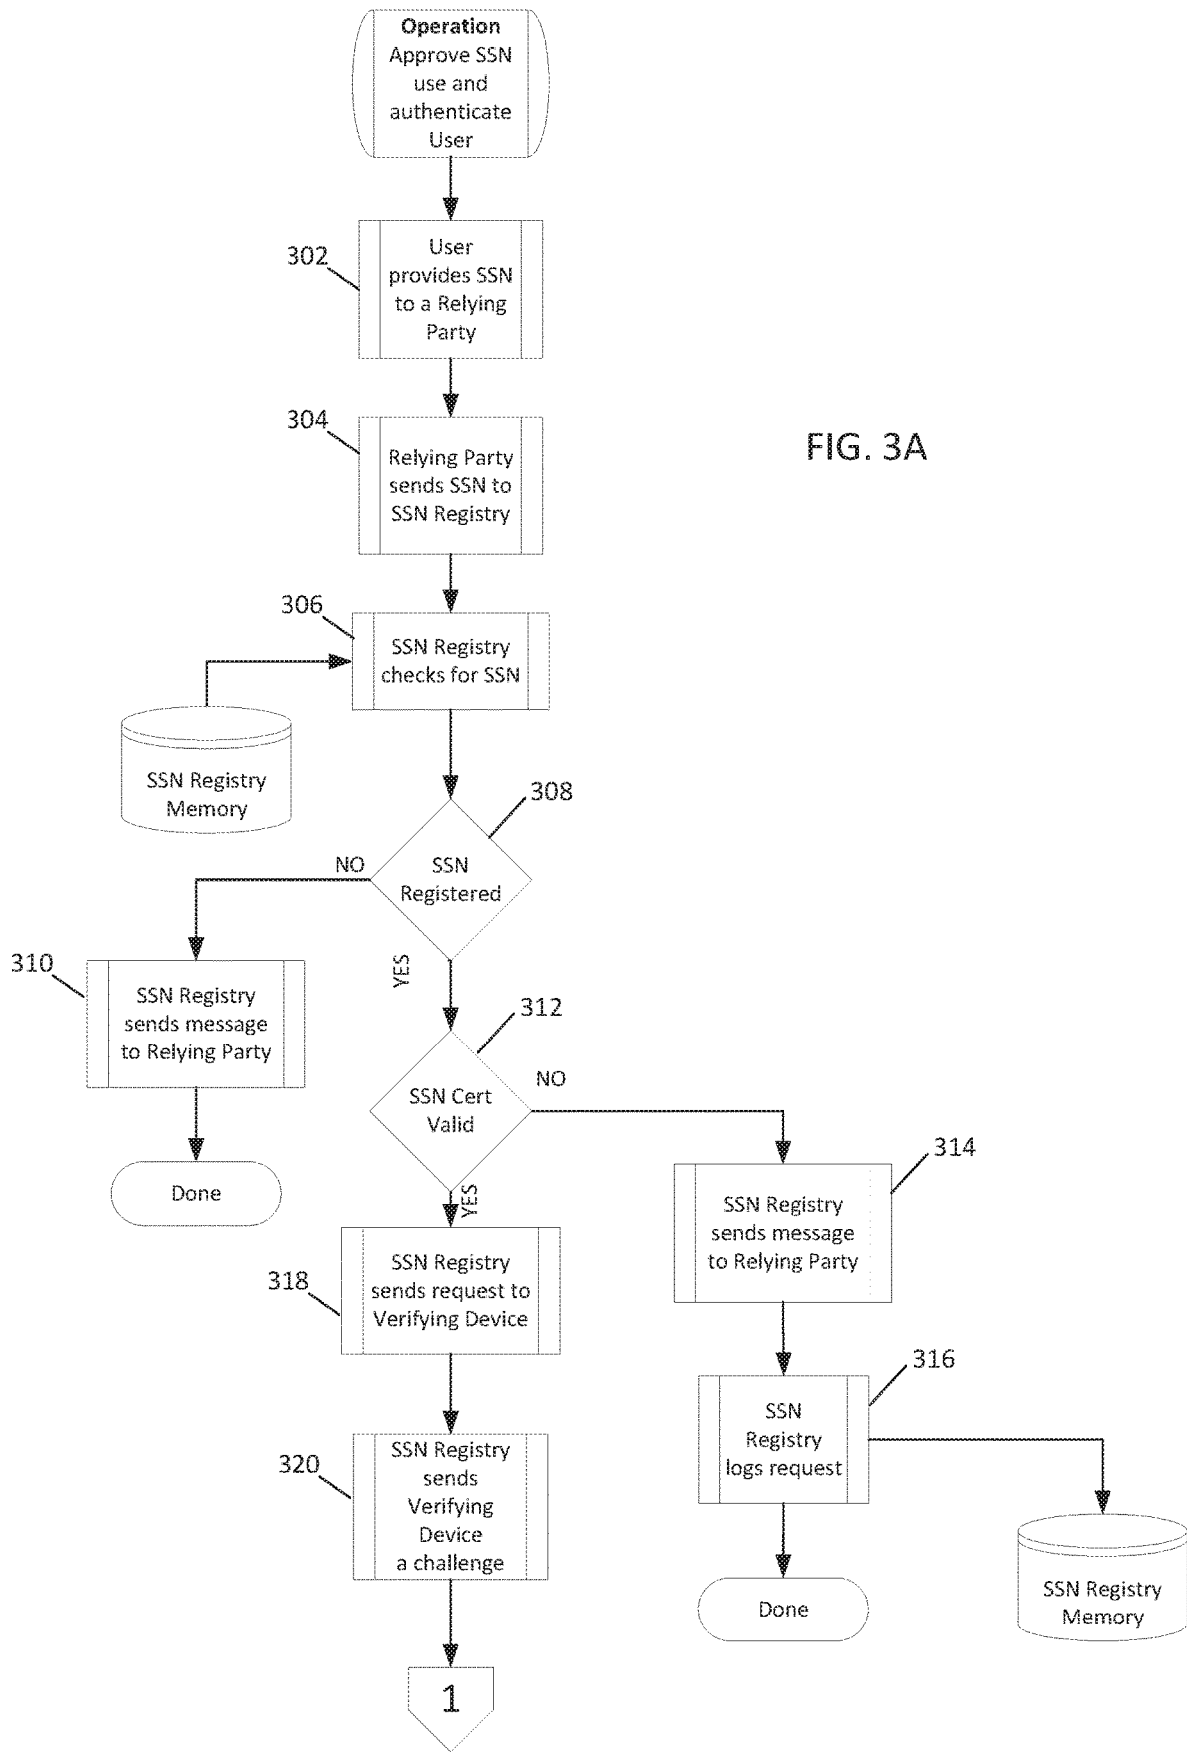 Operation
Approve SSN
use and
authenticate
User
302
User
provides SSN
to a Relying
Party
304
Relying Party
sends SSN to
SSN Registry
FIG. 3A
306
SSN Registry
checks for SSN
SSN Registry
Memory
308
SSN
Registered
NO
YES
310
SSN Registry
sends message
to Relying Party
Done
312
SSN Cert
Valid
NO
YES
314
SSN Registry
sends message
to Relying Party
318
SSN Registry
sends request to
Verifying Device
316
SSN
Registry
logs request
320
SSN Registry
sends
Verifying
Device
a challenge
Done
SSN Registry
Memory
1